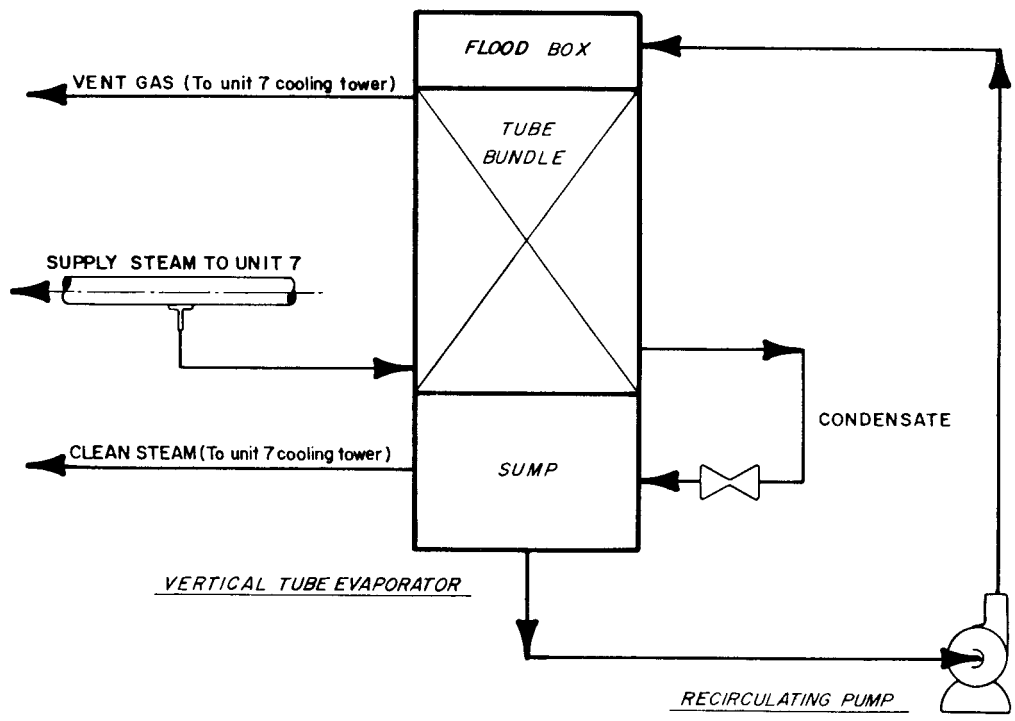 FLOOD BOX
VENT GAS (To unit 7 cooling tower)
TUBE
BUNDLE
SUPPLY STEAM TO UNIT 7
CONDENSATE
CLEAN STEAM (To unit 7 cooling tower)
SUMP
VERTICAL TUBE EVAPORATOR
RECIRCULATING PUMP